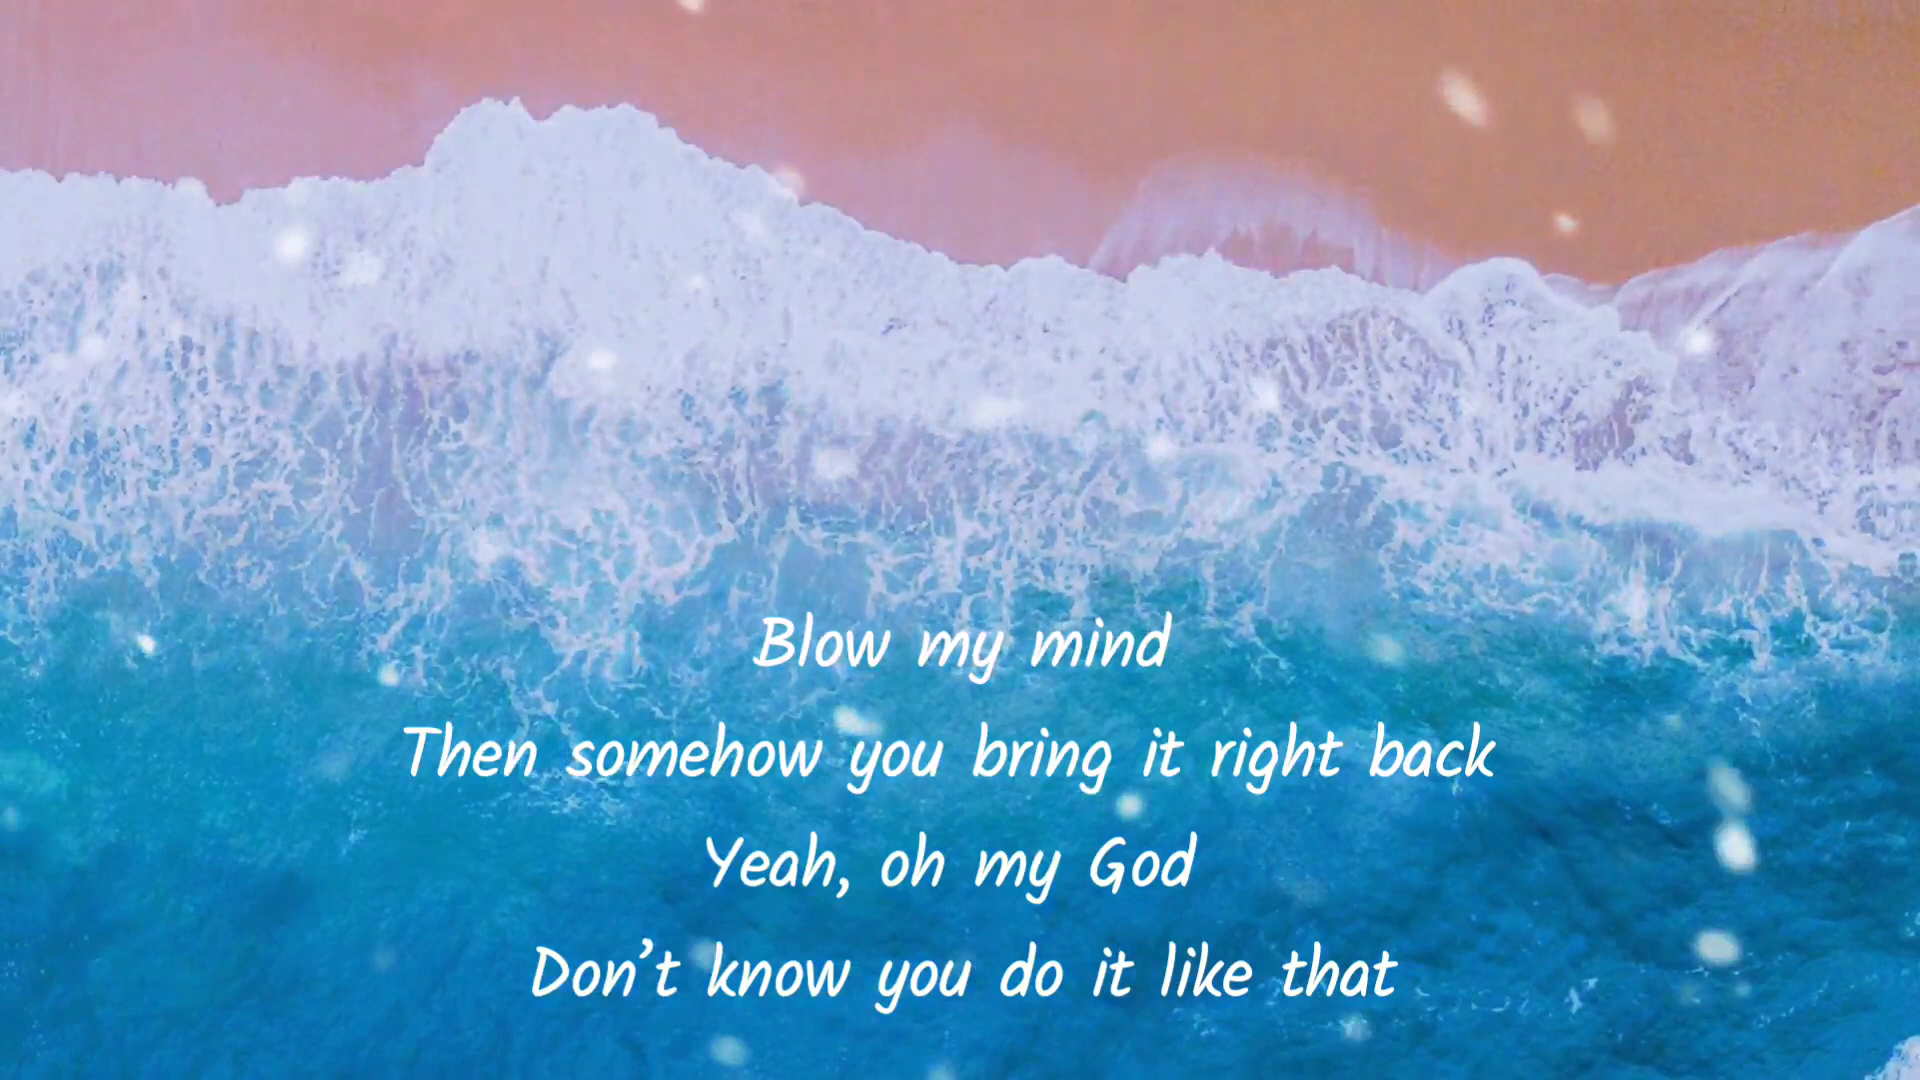 Blow my mind
Then somehow you bring it right back
Yeah, oh my God
Don’t know you do it like that